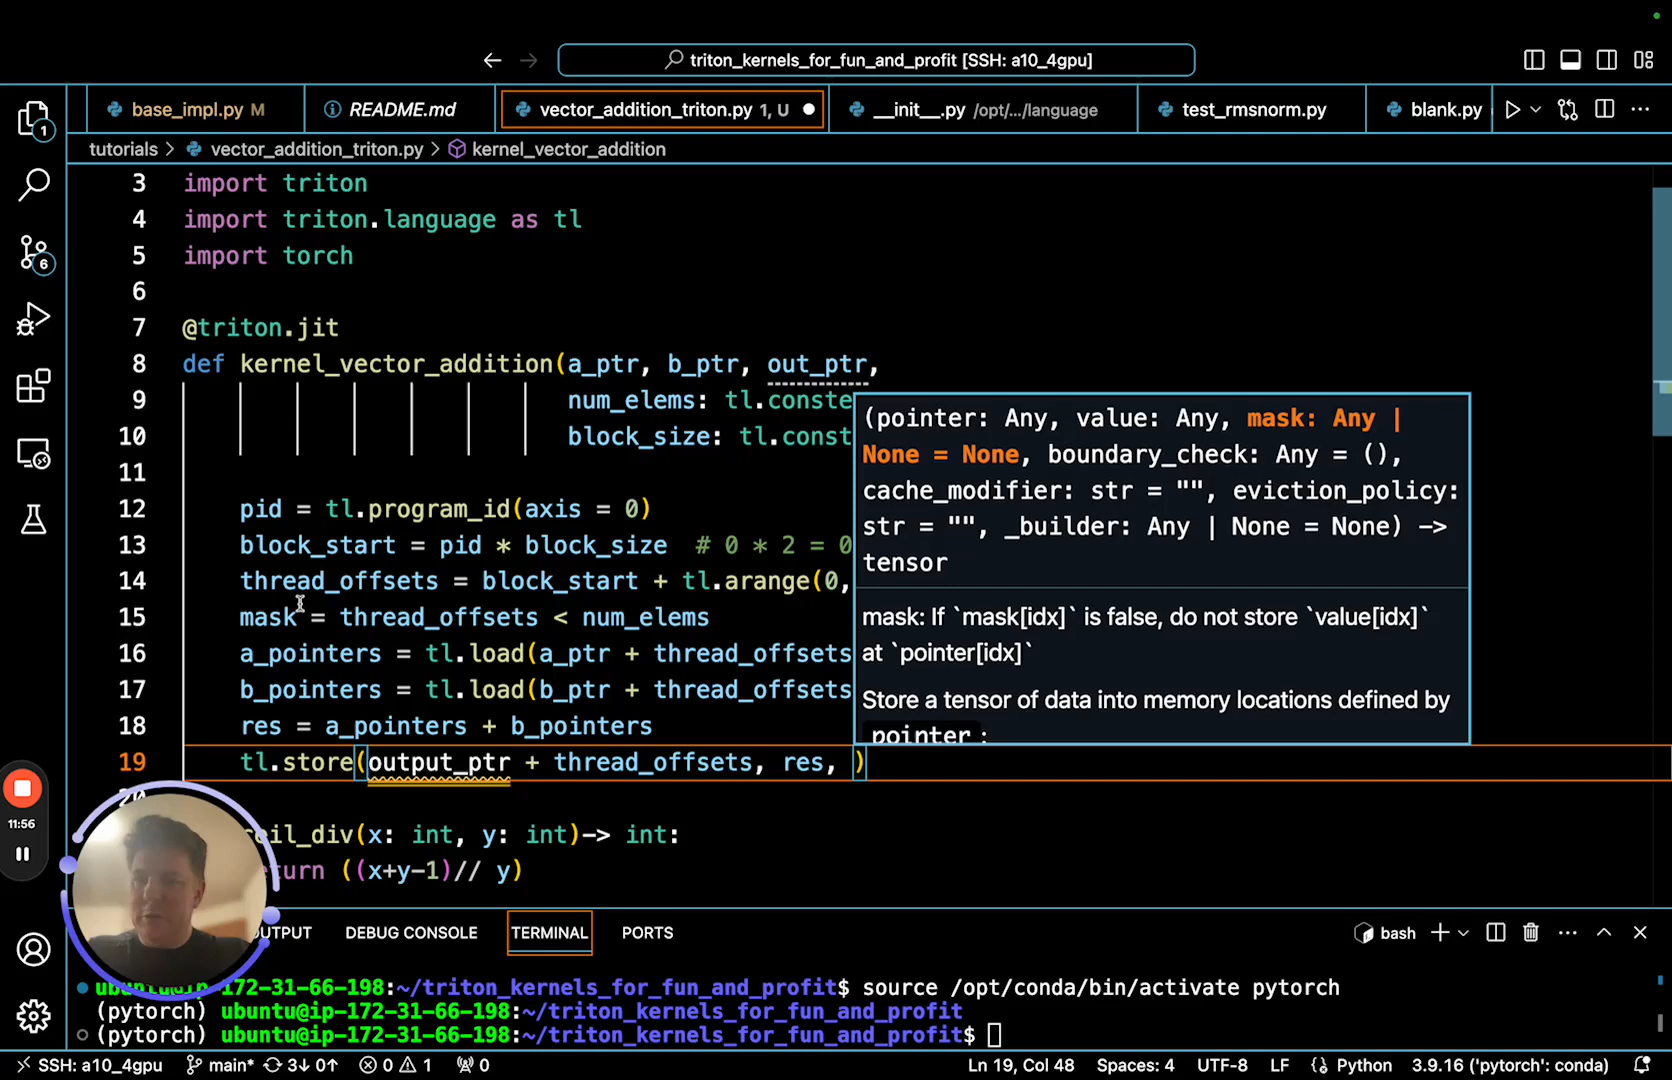 triton_kernels_for_fun_and_profit [SSH: a10_4gpu]
base_impl.py M
README.md
vector_addition_triton.py 1, U
__init__.py /opt/.../language
test_rmsnorm.py
blank.py
tutorials > vector_addition_triton.py > kernel_vector_addition
3 import triton
4 import triton.language as tl
5 import torch
6
7 @triton.jit
8 def kernel_vector_addition(a_ptr, b_ptr, out_ptr,
9 num_elems: tl.conste
10 block_size: tl.const
11
12 pid = tl.program_id(axis = 0)
13 block_start = pid * block_size # 0 * 2 = 0
14 thread_offsets = block_start + tl.arange(0,
15 mask = thread_offsets < num_elems
16 a_pointers = tl.load(a_ptr + thread_offsets
17 b_pointers = tl.load(b_ptr + thread_offsets
18 res = a_pointers + b_pointers
19 tl.store(output_ptr + thread_offsets, res, )
(pointer: Any, value: Any, mask: Any |
None = None, boundary_check: Any = (),
cache_modifier: str = "", eviction_policy:
str = "", _builder: Any | None = None) ->
tensor
mask: If `mask[idx]` is false, do not store `value[idx]`
at `pointer[idx]`
Store a tensor of data into memory locations defined by
pointer :
eil_div(x: int, y: int)-> int:
turn ((x+y-1)// y)
1
6
11:56
UTPUT
DEBUG CONSOLE
TERMINAL
PORTS
bash
ubuntu@ip-172-31-66-198:~/triton_kernels_for_fun_and_profit$ source /opt/conda/bin/activate pytorch
(pytorch) ubuntu@ip-172-31-66-198:~/triton_kernels_for_fun_and_profit
(pytorch) ubuntu@ip-172-31-66-198:~/triton_kernels_for_fun_and_profit$
SSH: a10_4gpu main* 3↓ 0↑ 0 1 0 Ln 19, Col 48 Spaces: 4 UTF-8 LF Python 3.9.16 ('pytorch': conda)